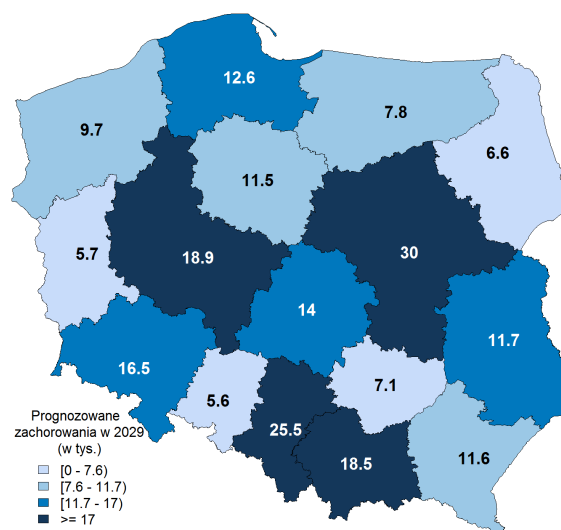 12.6
7.8
9.7
6.6
11.5
5.7
18.9
30
14
11.7
16.5
7.1
5.6
25.5
18.5
11.6
Prognozowane
zachorowania w 2029
(w tys.)
[0 - 7.6)
[7.6 - 11.7)
[11.7 - 17)
>= 17